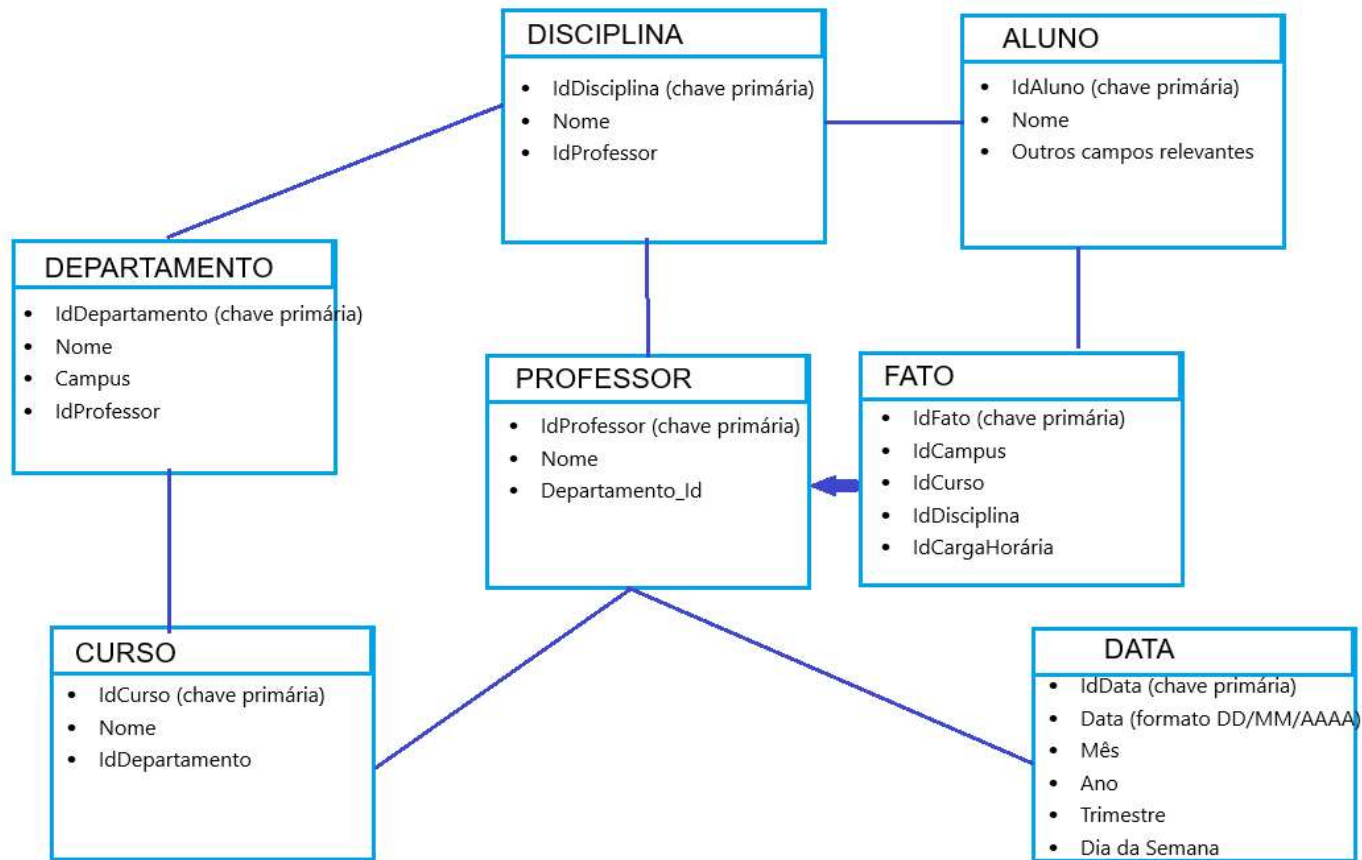 DISCIPLINA
• IdDisciplina (chave primária)
• Nome
• IdProfessor
ALUNO
• IdAluno (chave primária)
• Nome
• Outros campos relevantes
DEPARTAMENTO
• IdDepartamento (chave primária)
• Nome
• Campus
• IdProfessor
PROFESSOR
• IdProfessor (chave primária)
• Nome
• Departamento_Id
FATO
• IdFato (chave primária)
• IdCampus
• IdCurso
• IdDisciplina
• IdCargaHorária
CURSO
• IdCurso (chave primária)
• Nome
• IdDepartamento
DATA
• IdData (chave primária)
• Data (formato DD/MM/AAAA)
• Mês
• Ano
• Trimestre
• Dia da Semana